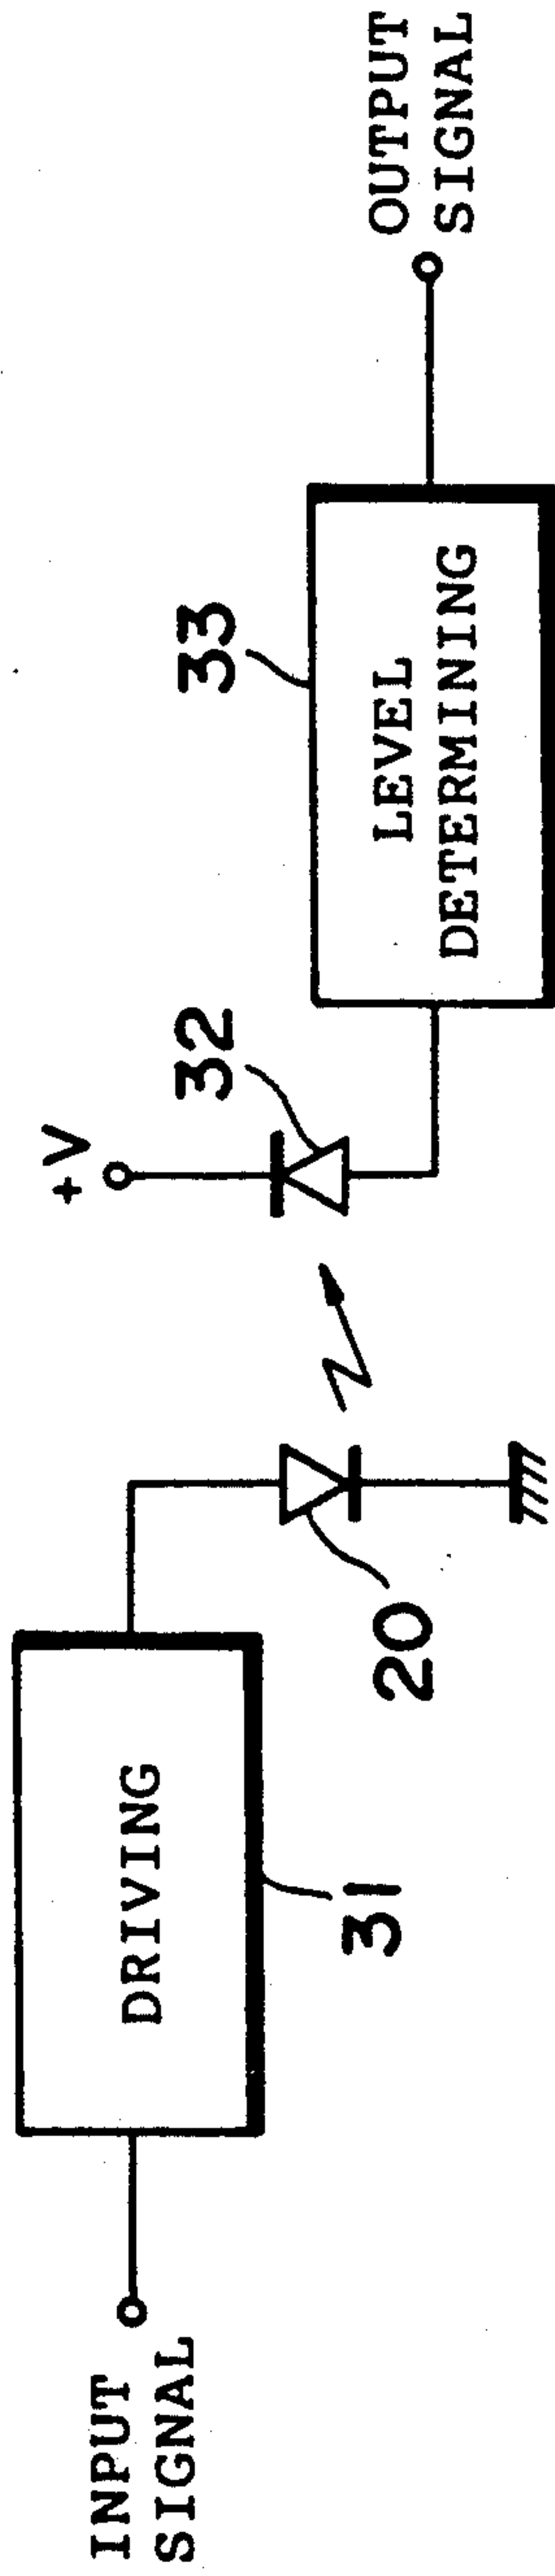 INPUT
SIGNAL
DRIVING
31
20
+V
32
33
LEVEL
DETERMINING
OUTPUT
SIGNAL